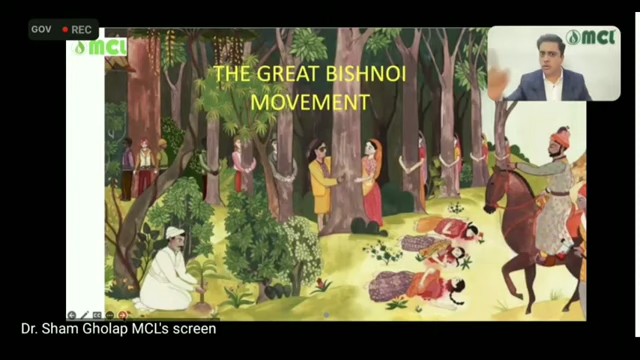 GOV
REC
MCL
MCL
THE GREAT BISHNOI
MOVEMENT
Dr. Sham Gholap MCL's screen